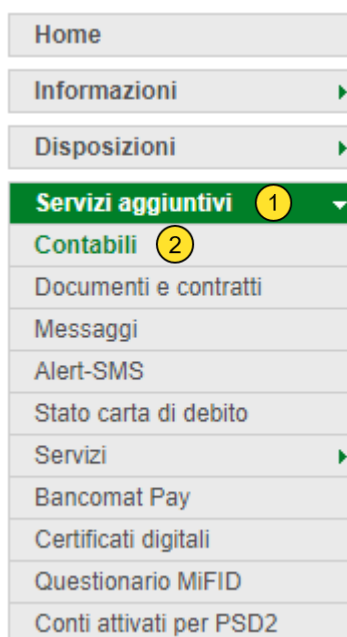 Home
Informazioni
Disposizioni
Servizi aggiuntivi 1
Contabili 2
Documenti e contratti
Messaggi
Alert-SMS
Stato carta di debito
Servizi
Bancomat Pay
Certificati digitali
Questionario MiFID
Conti attivati per PSD2